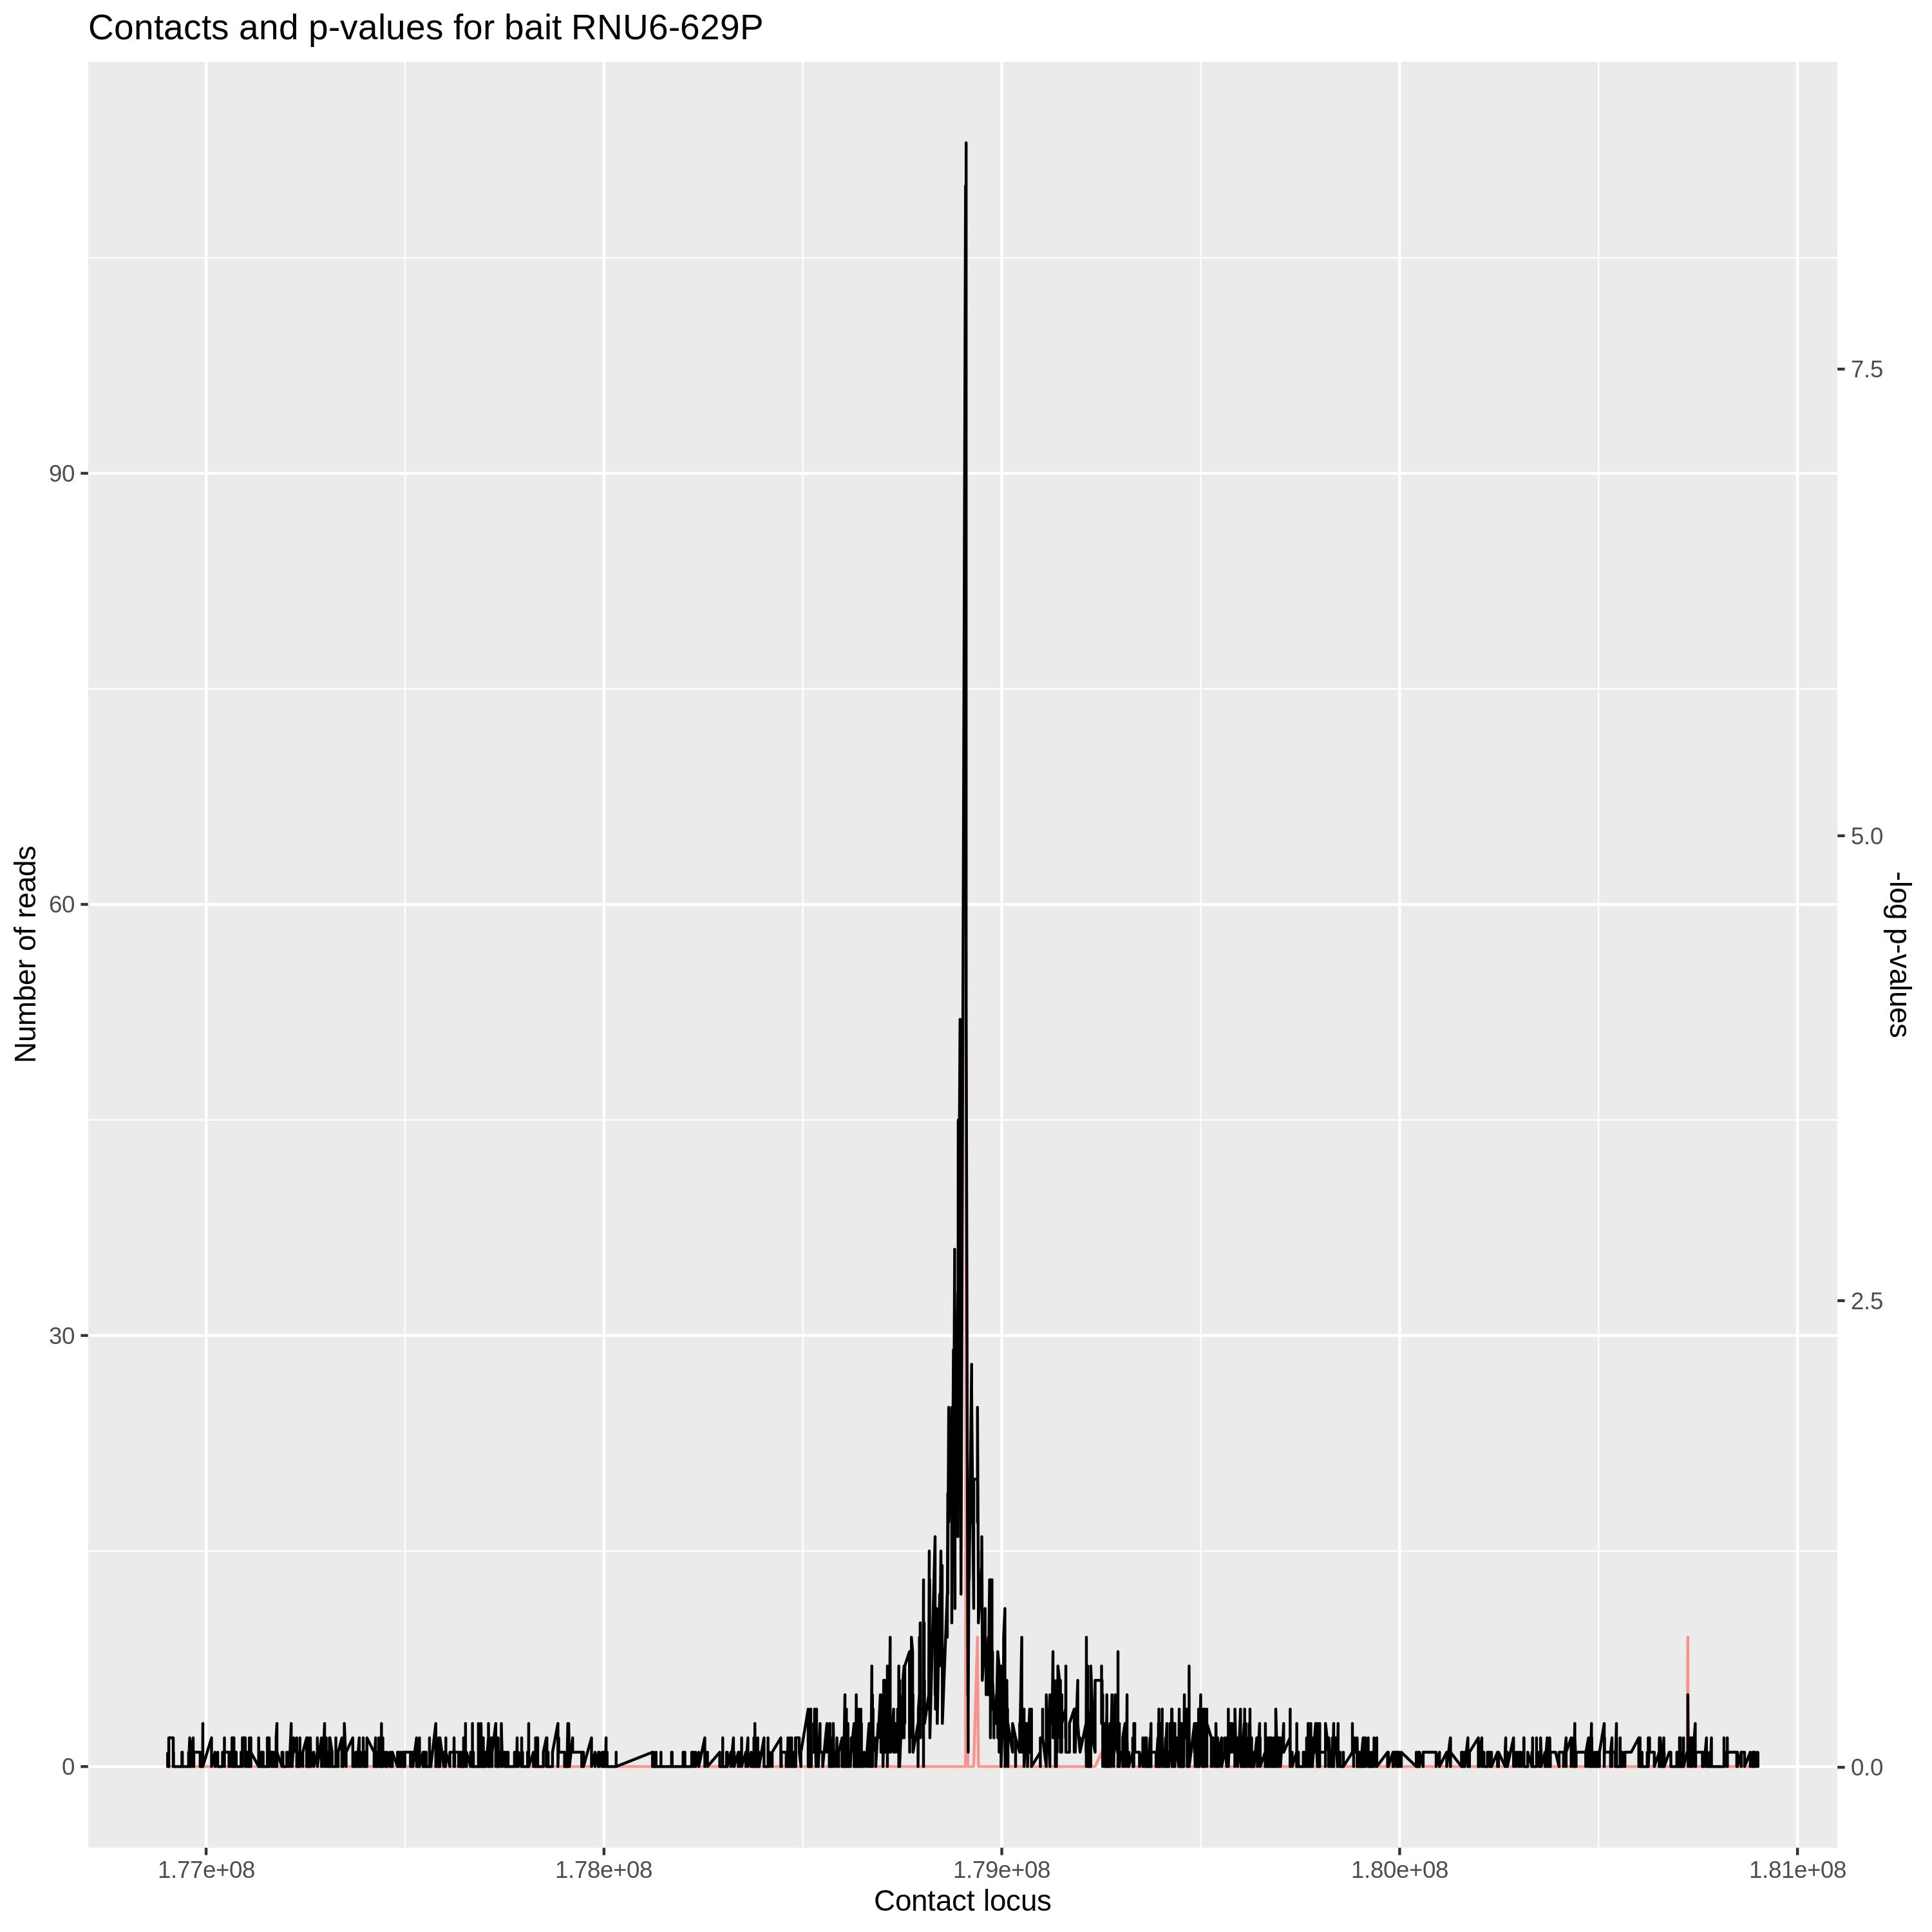 Contacts and p-values for bait RNU6-629P
7.5
90
5.0
60
Number of reads
-log p-values
2.5
30
0
0.0
1.77e+08
1.78e+08
1.79e+08
1.80e+08
1.81e+08
Contact locus